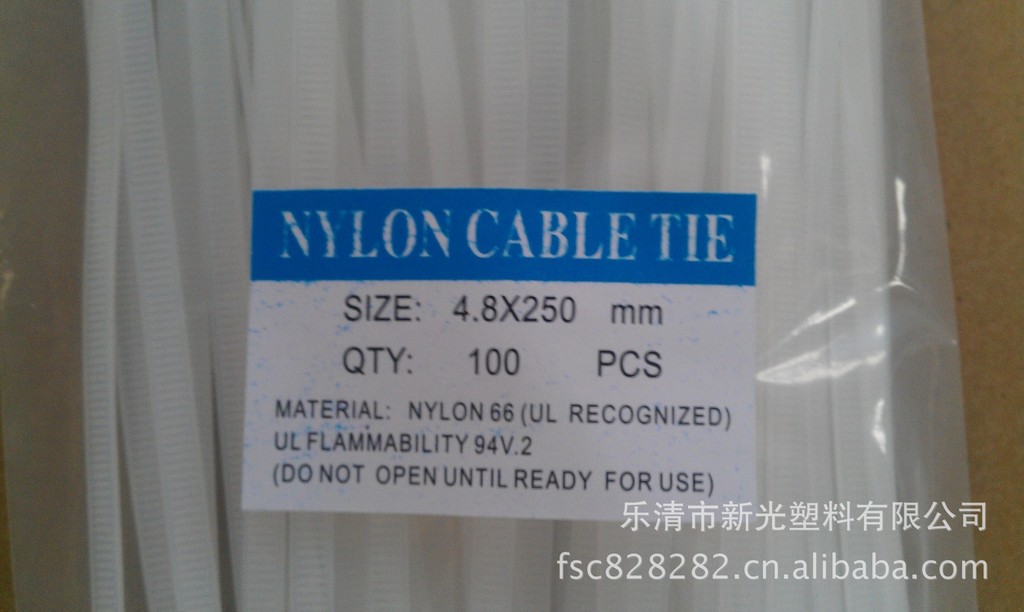 NYLON CABLE TIE
SIZE: 4.8X250 mm
QTY: 100 PCS
MATERIAL: NYLON 66 (UL RECOGNIZED)
UL FLAMMABILITY 94V.2
(DO NOT OPEN UNTIL READY FOR USE)
乐清市新光塑料有限公司
fsc828282.cn.alibaba.com